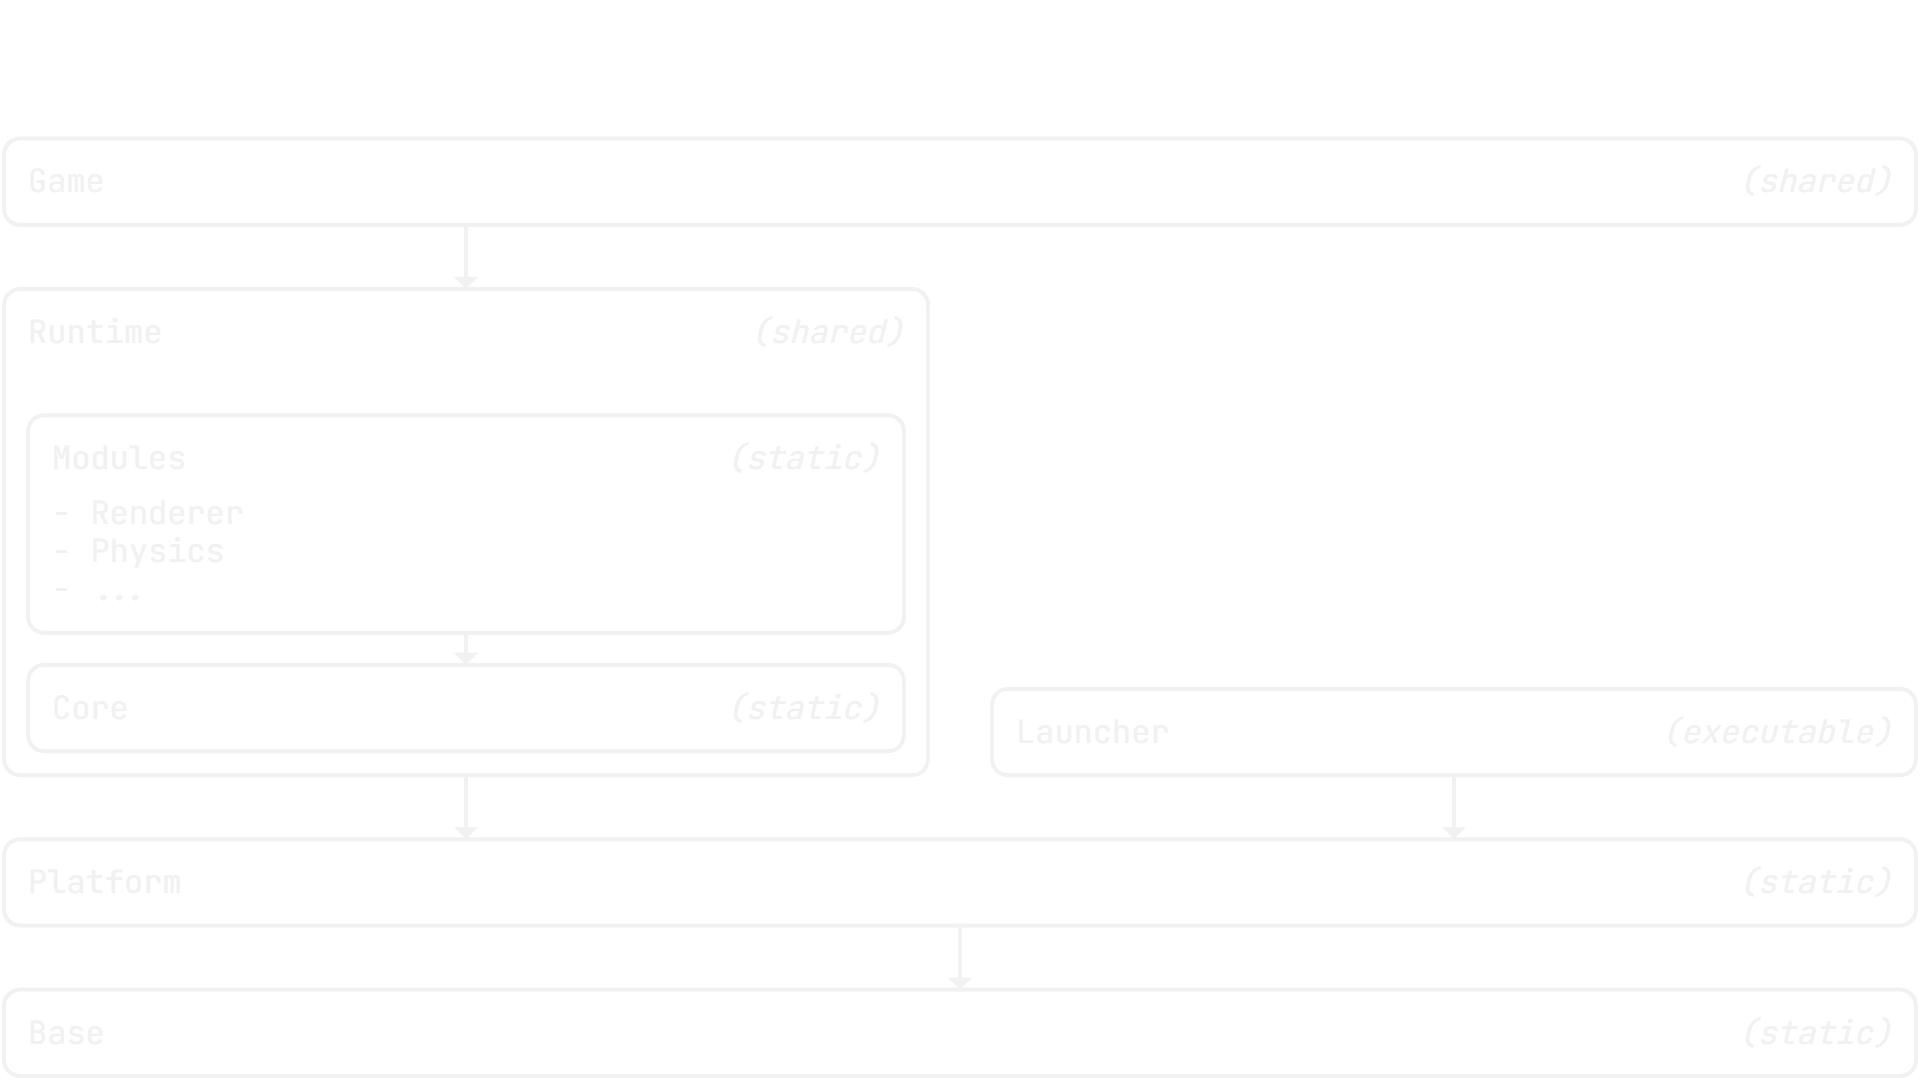 Game (shared)
Runtime (shared)
Modules (static)
- Renderer
- Physics
- ...
Core (static)
Launcher (executable)
Platform (static)
Base (static)